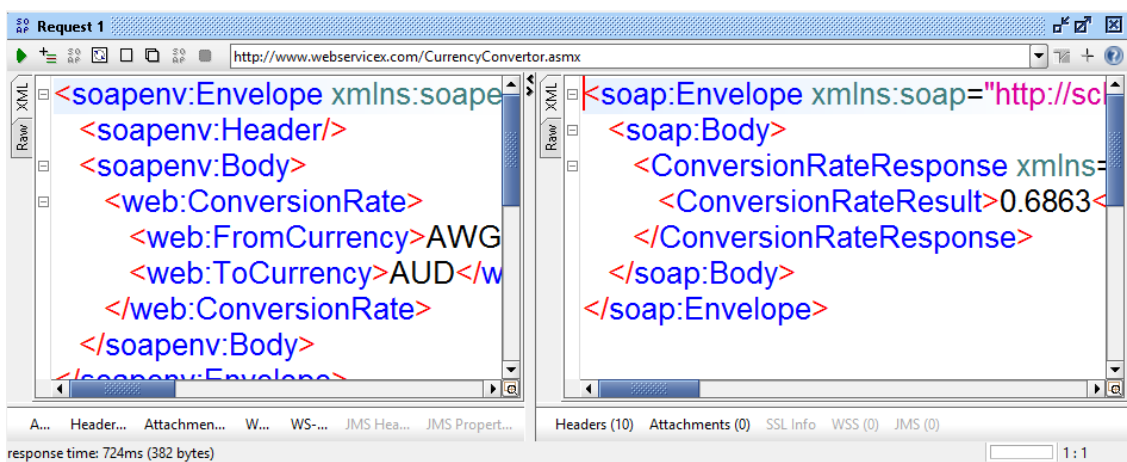 Request 1
http://www.webservicex.com/CurrencyConvertor.asmx
XML
Raw
<soapenv:Envelope xmlns:soape
<soapenv:Header/>
<soapenv:Body>
<web:ConversionRate>
<web:FromCurrency>AWG
<web:ToCurrency>AUD</w
</web:ConversionRate>
</soapenv:Body>
</soapenv:Envelope>
XML
Raw
<soap:Envelope xmlns:soap="http://scl
<soap:Body>
<ConversionRateResponse xmlns=
<ConversionRateResult>0.6863<
</ConversionRateResponse>
</soap:Body>
</soap:Envelope>
A... Header... Attachmen... W... WS-... JMS Hea... JMS Propert...
Headers (10) Attachments (0) SSL Info WSS (0) JMS (0)
response time: 724ms (382 bytes)
1 : 1